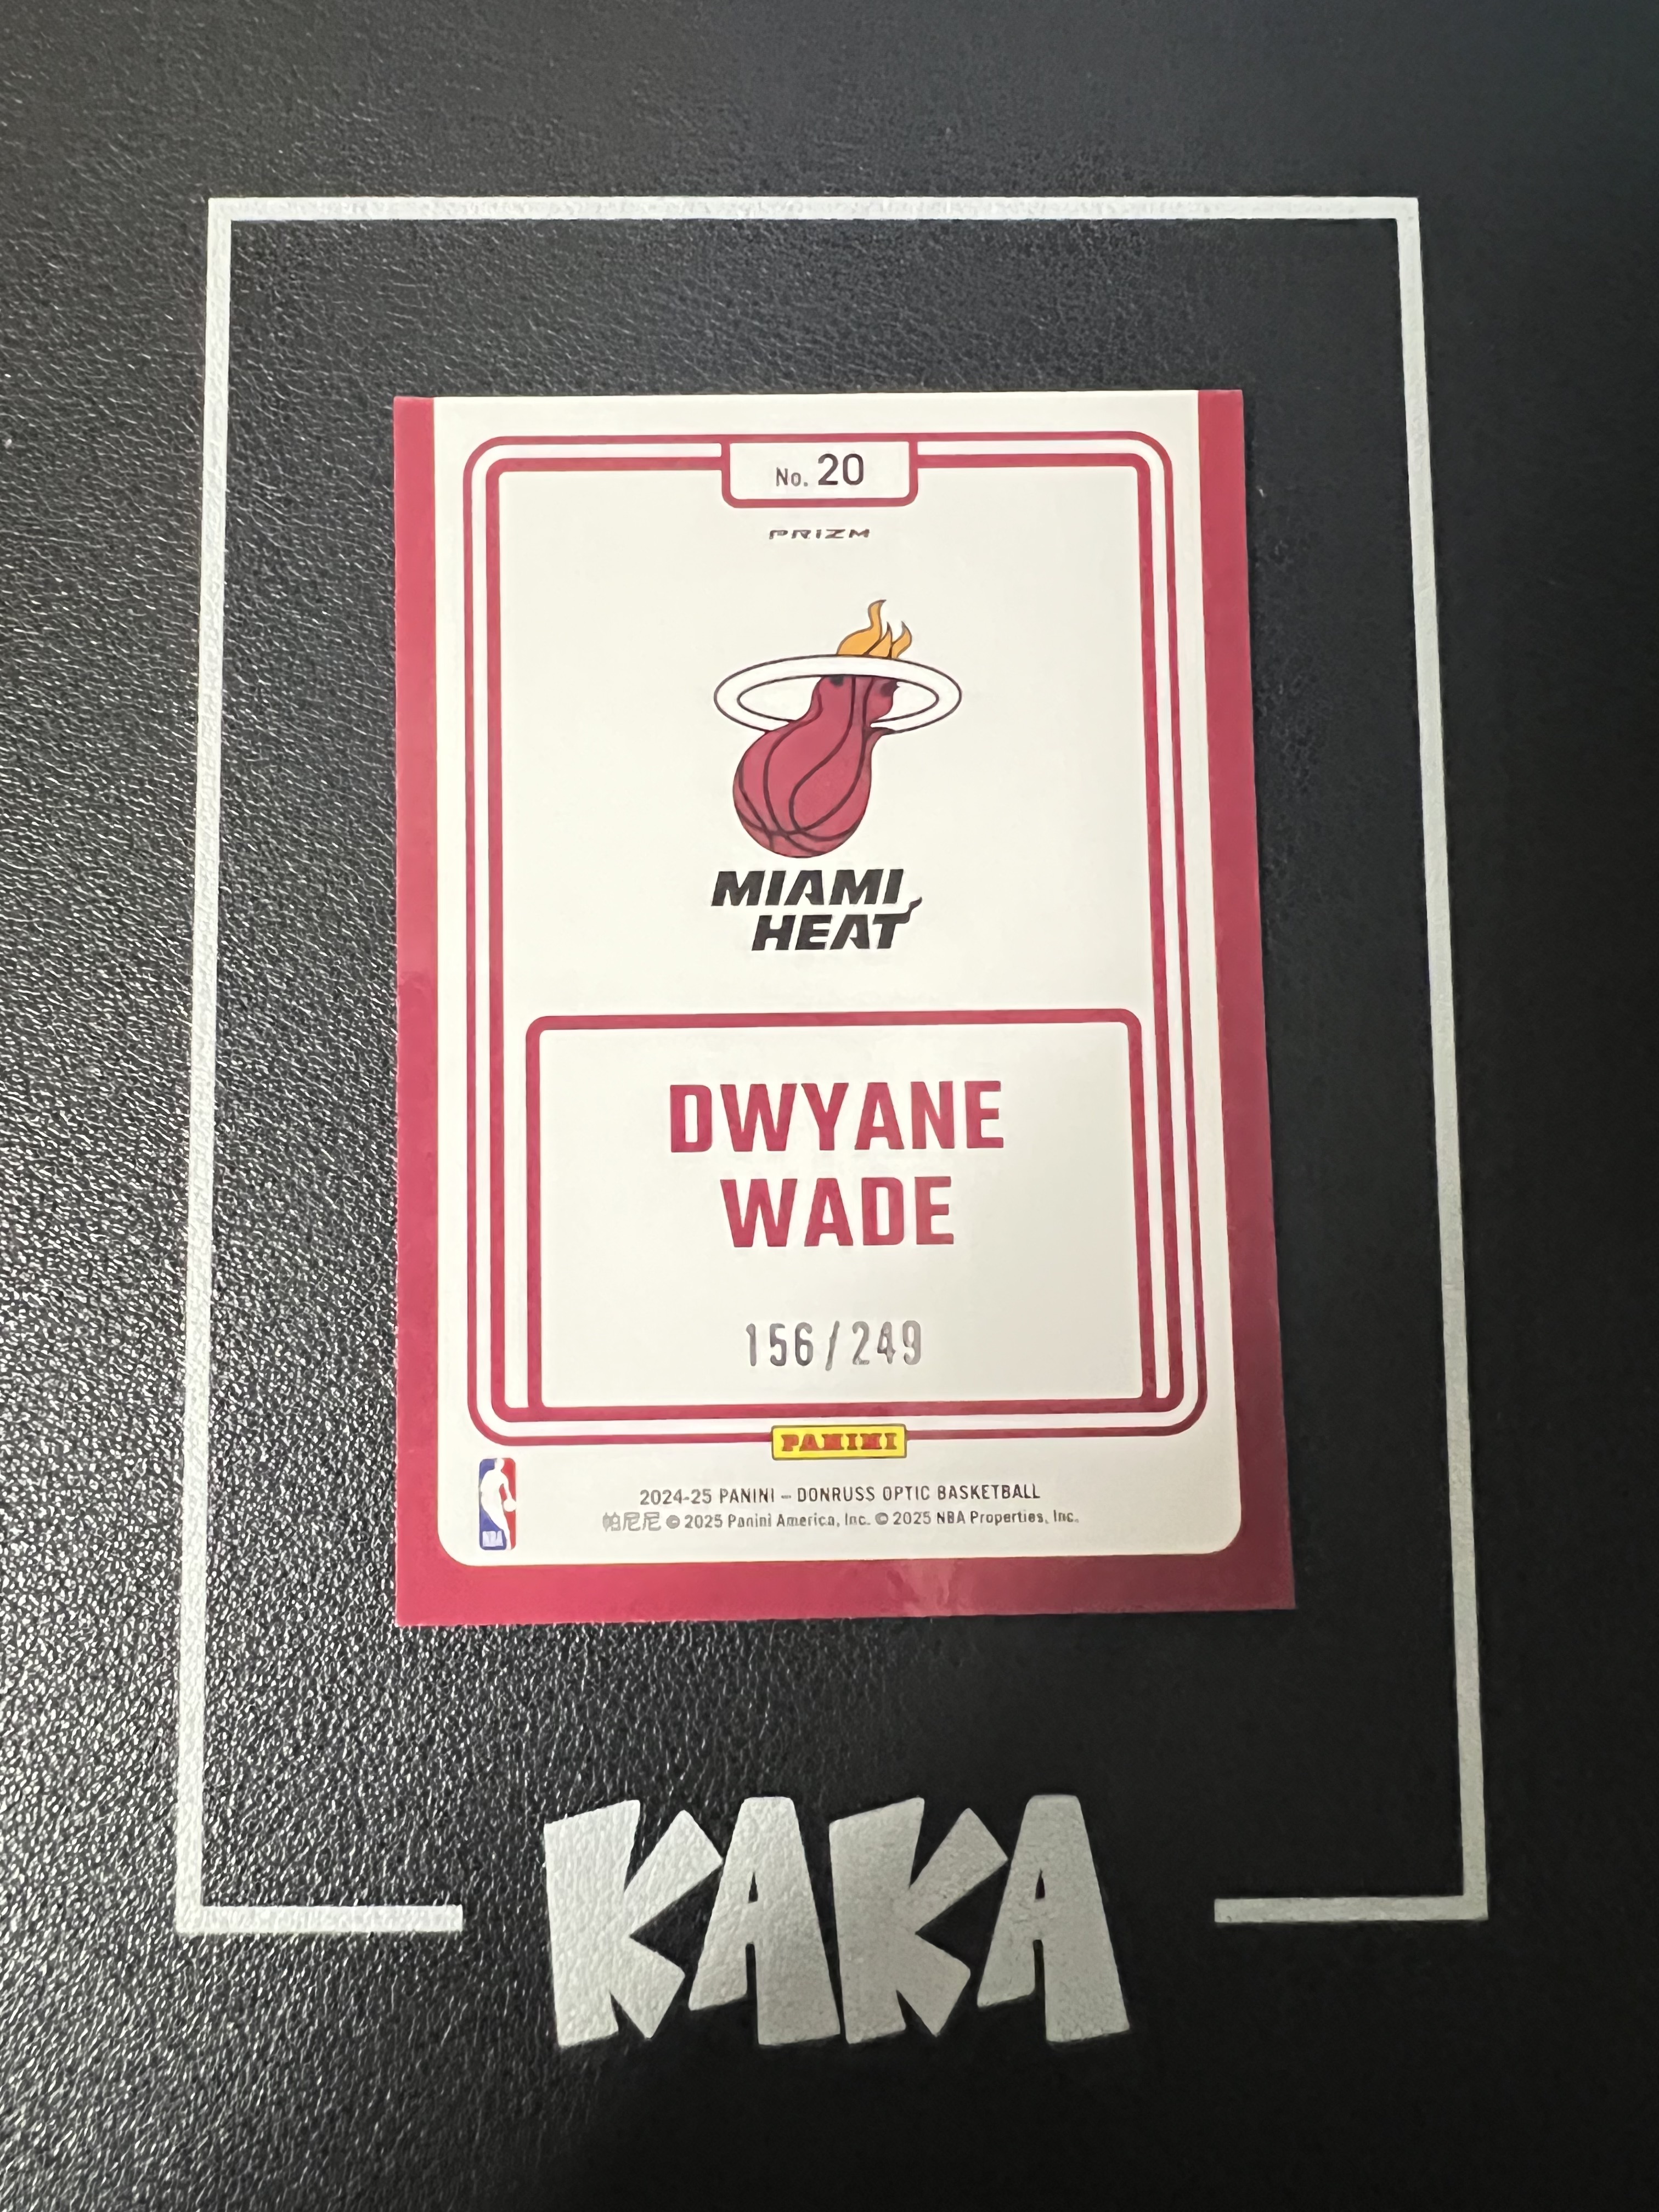 No. 20
PRIZM
MIAMI
HEAT
DWYANE
WADE
156/249
PANINI
NBA
2024-25 PANINI – DONRUSS OPTIC BASKETBALL
帕尼尼 © 2025 Panini America, Inc. © 2025 NBA Properties, Inc.
KAKA